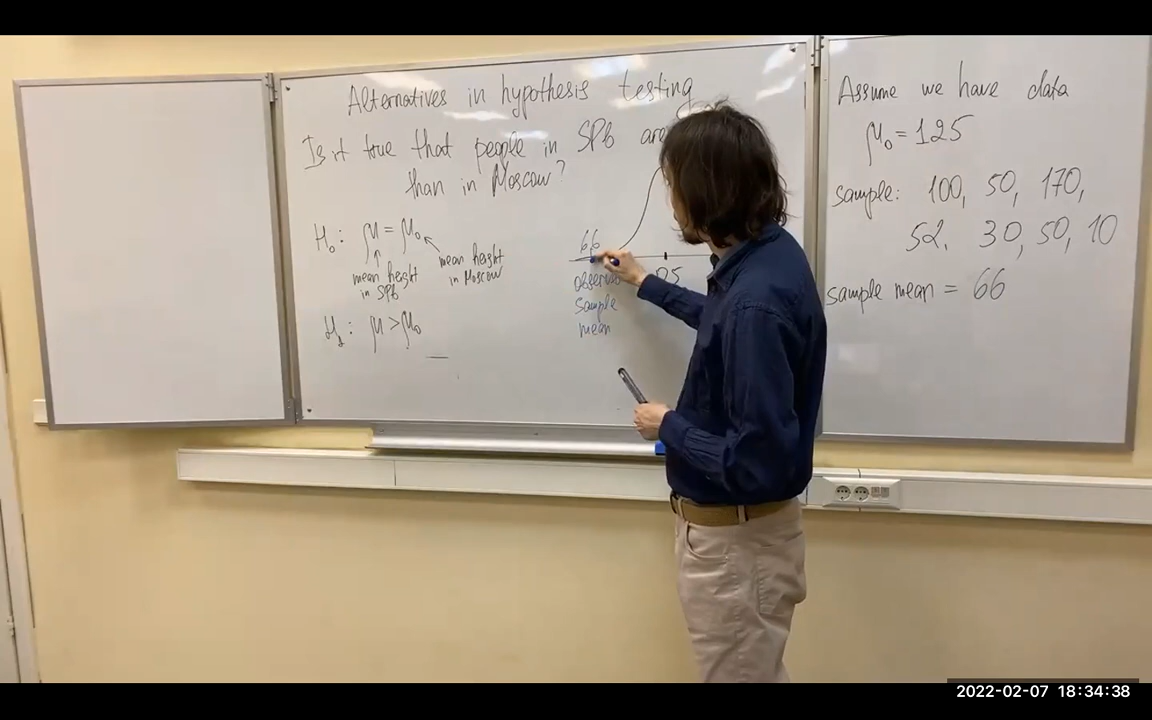 Alternatives in hypothesis testing
Is it true that people in SPb are
than in Moscow?
H₀: μ = μ₀
mean height
in SPb
mean height
in Moscow
H₁: μ > μ₀
66
sample
mean
Assume we have data
μ₀ = 125
sample: 100, 50, 170,
52, 30, 50, 10
sample mean = 66
2022-02-07 18:34:38